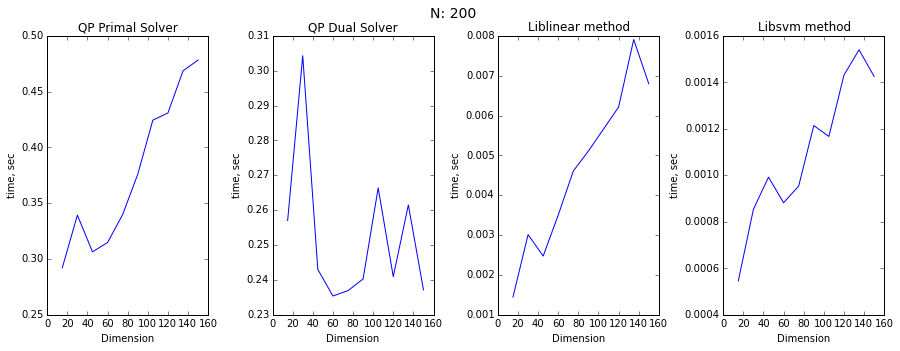 N: 200
QP Primal Solver
0.50
0.45
0.40
0.35
0.30
0.25
time, sec
0 20 40 60 80 100 120 140 160
Dimension
QP Dual Solver
0.31
0.30
0.29
0.28
0.27
0.26
0.25
0.24
0.23
time, sec
0 20 40 60 80 100 120 140 160
Dimension
Liblinear method
0.008
0.007
0.006
0.005
0.004
0.003
0.002
0.001
time, sec
0 20 40 60 80 100 120 140 160
Dimension
Libsvm method
0.0016
0.0014
0.0012
0.0010
0.0008
0.0006
0.0004
time, sec
0 20 40 60 80 100 120 140 160
Dimension